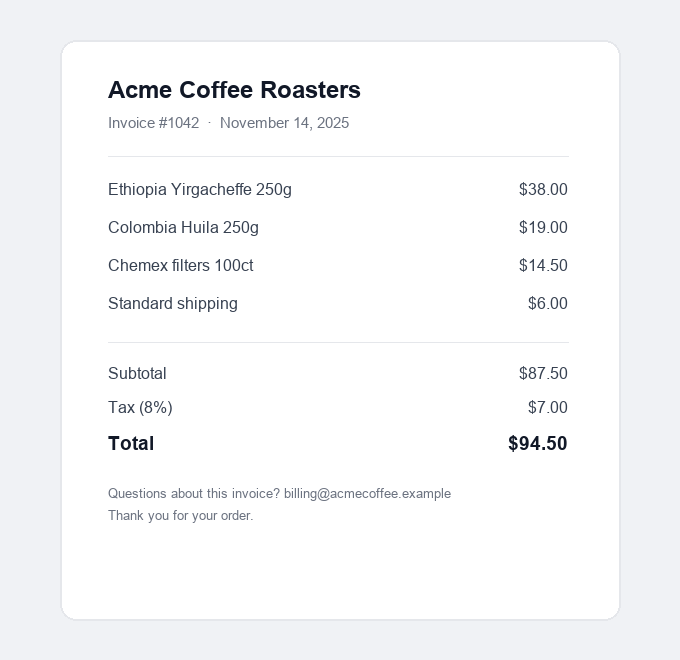 Acme Coffee Roasters
Invoice #1042 · November 14, 2025
Ethiopia Yirgacheffe 250g $38.00
Colombia Huila 250g $19.00
Chemex filters 100ct $14.50
Standard shipping $6.00
Subtotal $87.50
Tax (8%) $7.00
Total $94.50
Questions about this invoice? billing@acmecoffee.example
Thank you for your order.